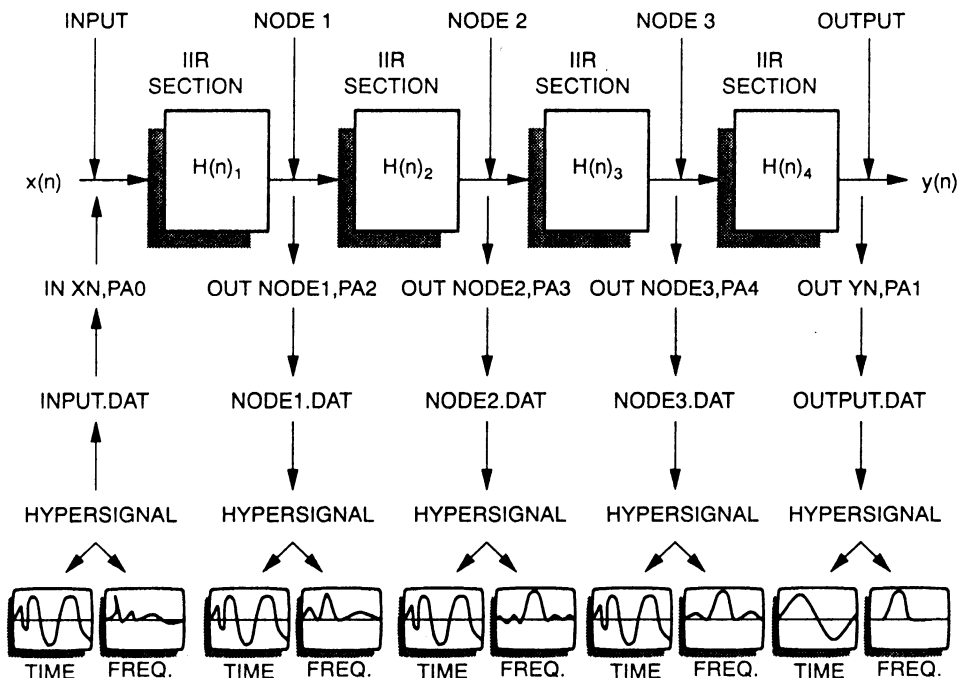 INPUT NODE 1 NODE 2 NODE 3 OUTPUT
IIR SECTION IIR SECTION IIR SECTION IIR SECTION
x(n) H(n)1 H(n)2 H(n)3 H(n)4 y(n)
IN XN,PA0 OUT NODE1,PA2 OUT NODE2,PA3 OUT NODE3,PA4 OUT YN,PA1
INPUT.DAT NODE1.DAT NODE2.DAT NODE3.DAT OUTPUT.DAT
HYPERSIGNAL HYPERSIGNAL HYPERSIGNAL HYPERSIGNAL HYPERSIGNAL
TIME FREQ. TIME FREQ. TIME FREQ. TIME FREQ. TIME FREQ.